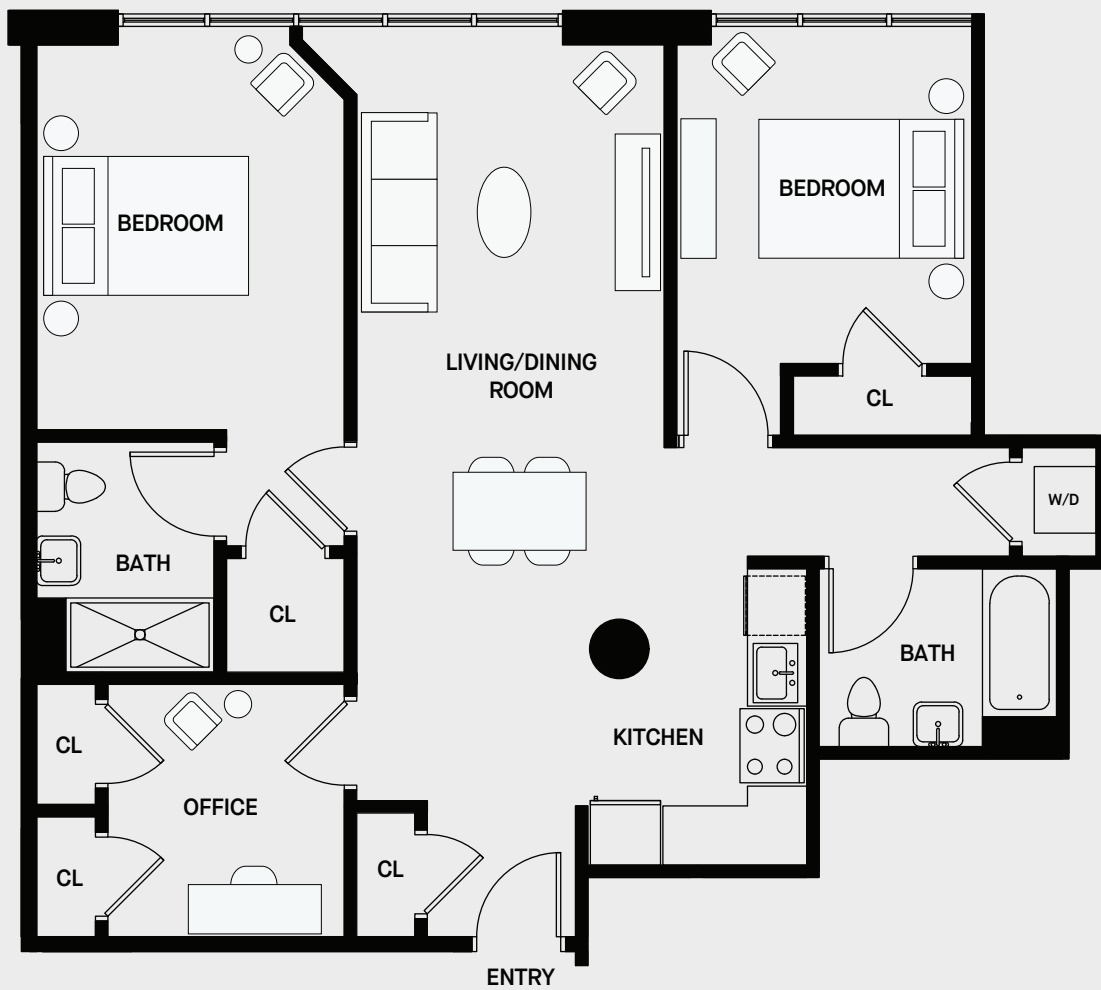 BEDROOM
BEDROOM
LIVING/DINING
ROOM
CL
W/D
BATH
CL
BATH
KITCHEN
CL
OFFICE
CL
CL
ENTRY